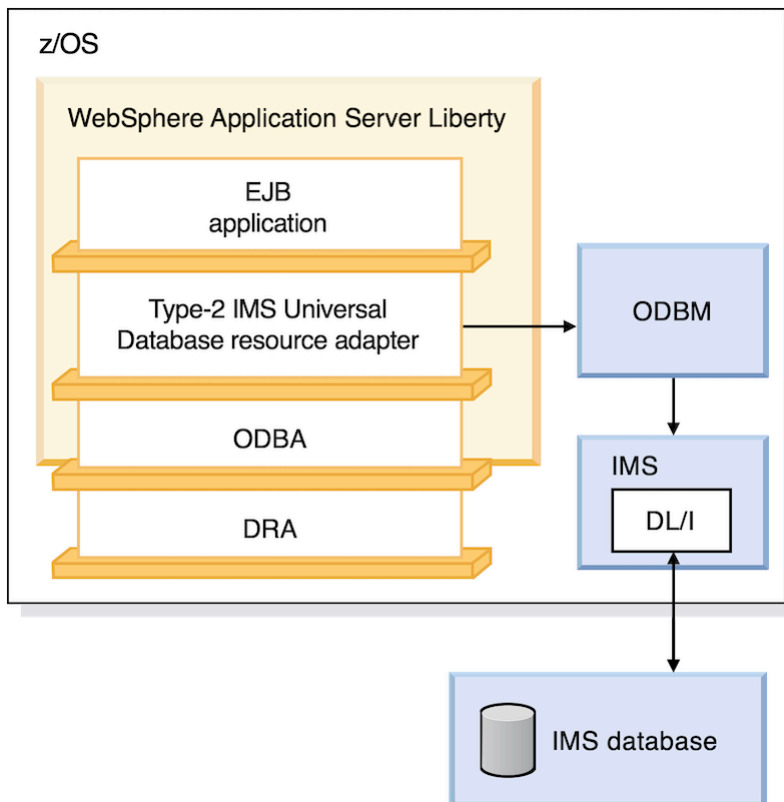 z/OS
WebSphere Application Server Liberty
EJB
application
Type-2 IMS Universal
Database resource adapter
ODBM
ODBA
IMS
DL/I
DRA
IMS database